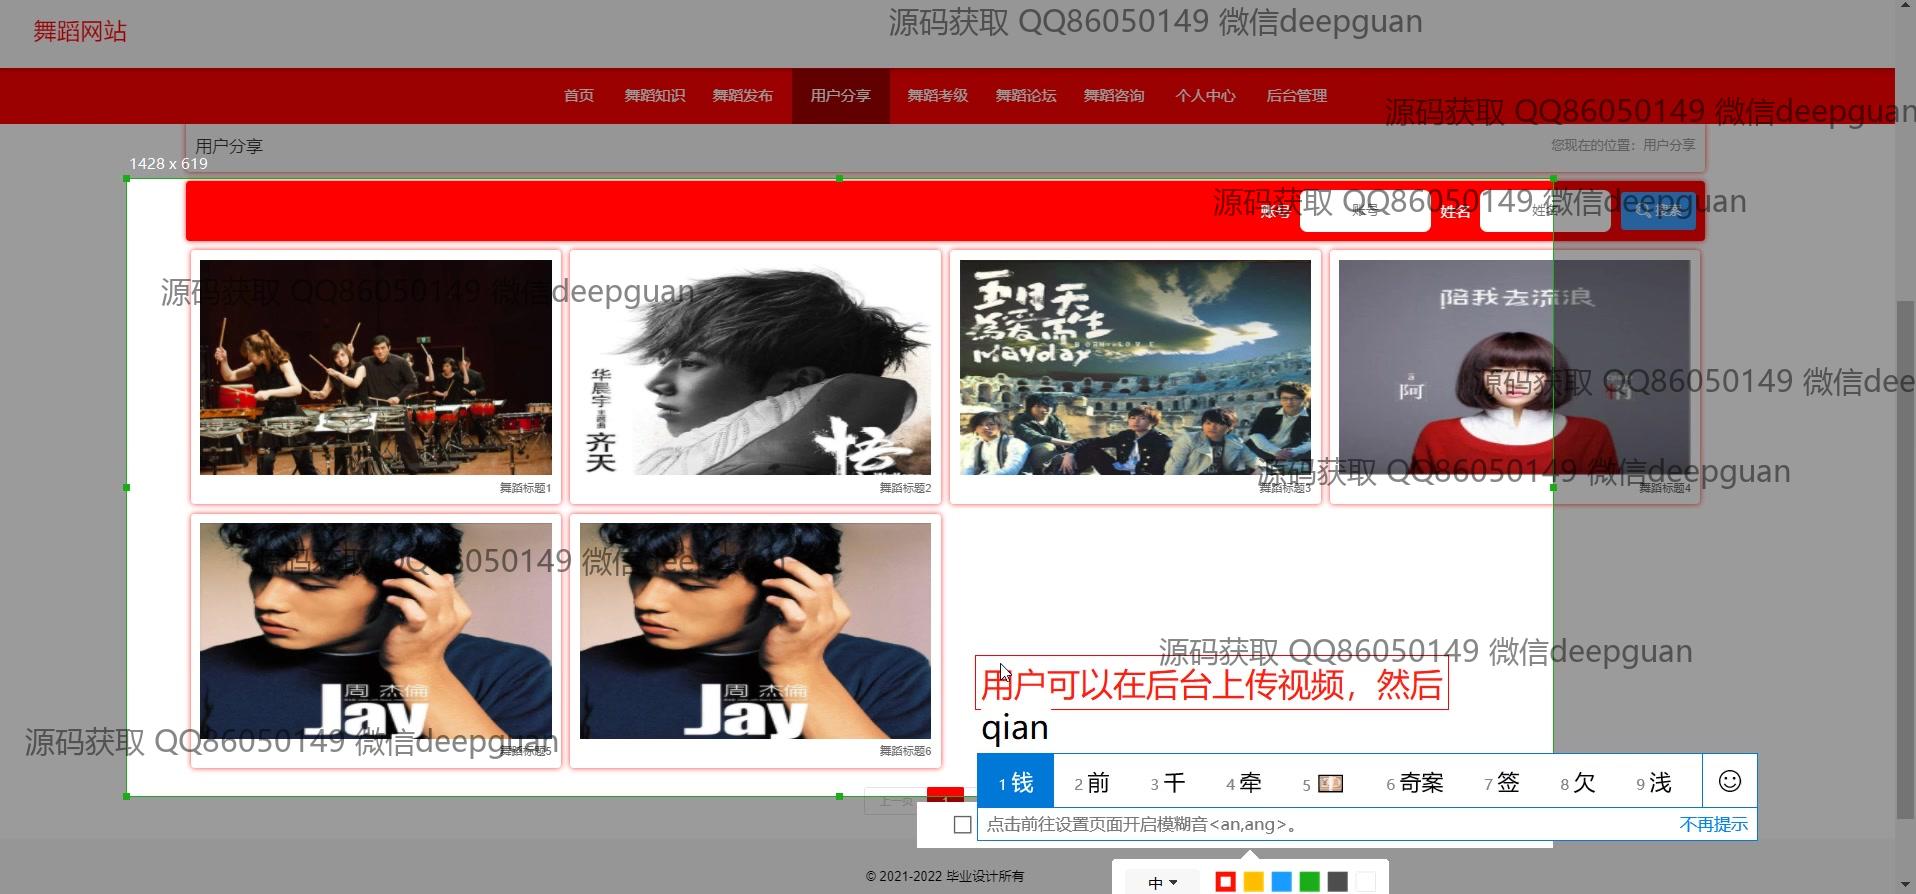 舞蹈网站
源码获取 QQ86050149 微信deepguan
首页 舞蹈知识 舞蹈发布 用户分享 舞蹈考级 舞蹈论坛 舞蹈咨询 个人中心 后台管理
源码获取 QQ86050149 微信deepguan
用户分享
您现在的位置：用户分享
1428 x 619
源码获取 QQ86050149 微信deepguan
账号 账号 姓名 姓名 搜索
源码获取 QQ86050149 微信deepguan
五月天
为爱而生
Mayday
BORN LOVE
陪我去流浪
华晨宇
齐天
悟
阿
源码获取 QQ86050149 微信dee
源码获取 QQ86050149 微信deepguan
舞蹈标题1
舞蹈标题2
舞蹈标题3
舞蹈标题4
源码获取 QQ86050149 微信deepguan
周杰倫
Jay
周杰倫
Jay
源码获取 QQ86050149 微信deepguan
舞蹈标题5
舞蹈标题6
源码获取 QQ86050149 微信deepguan
用户可以在后台上传视频，然后
qian
1 钱 2 前 3 千 4 牵 5 6 奇案 7 签 8 欠 9 浅
上一页 1
点击前往设置页面开启模糊音<an,ang>。 不再提示
© 2021-2022 毕业设计所有
中